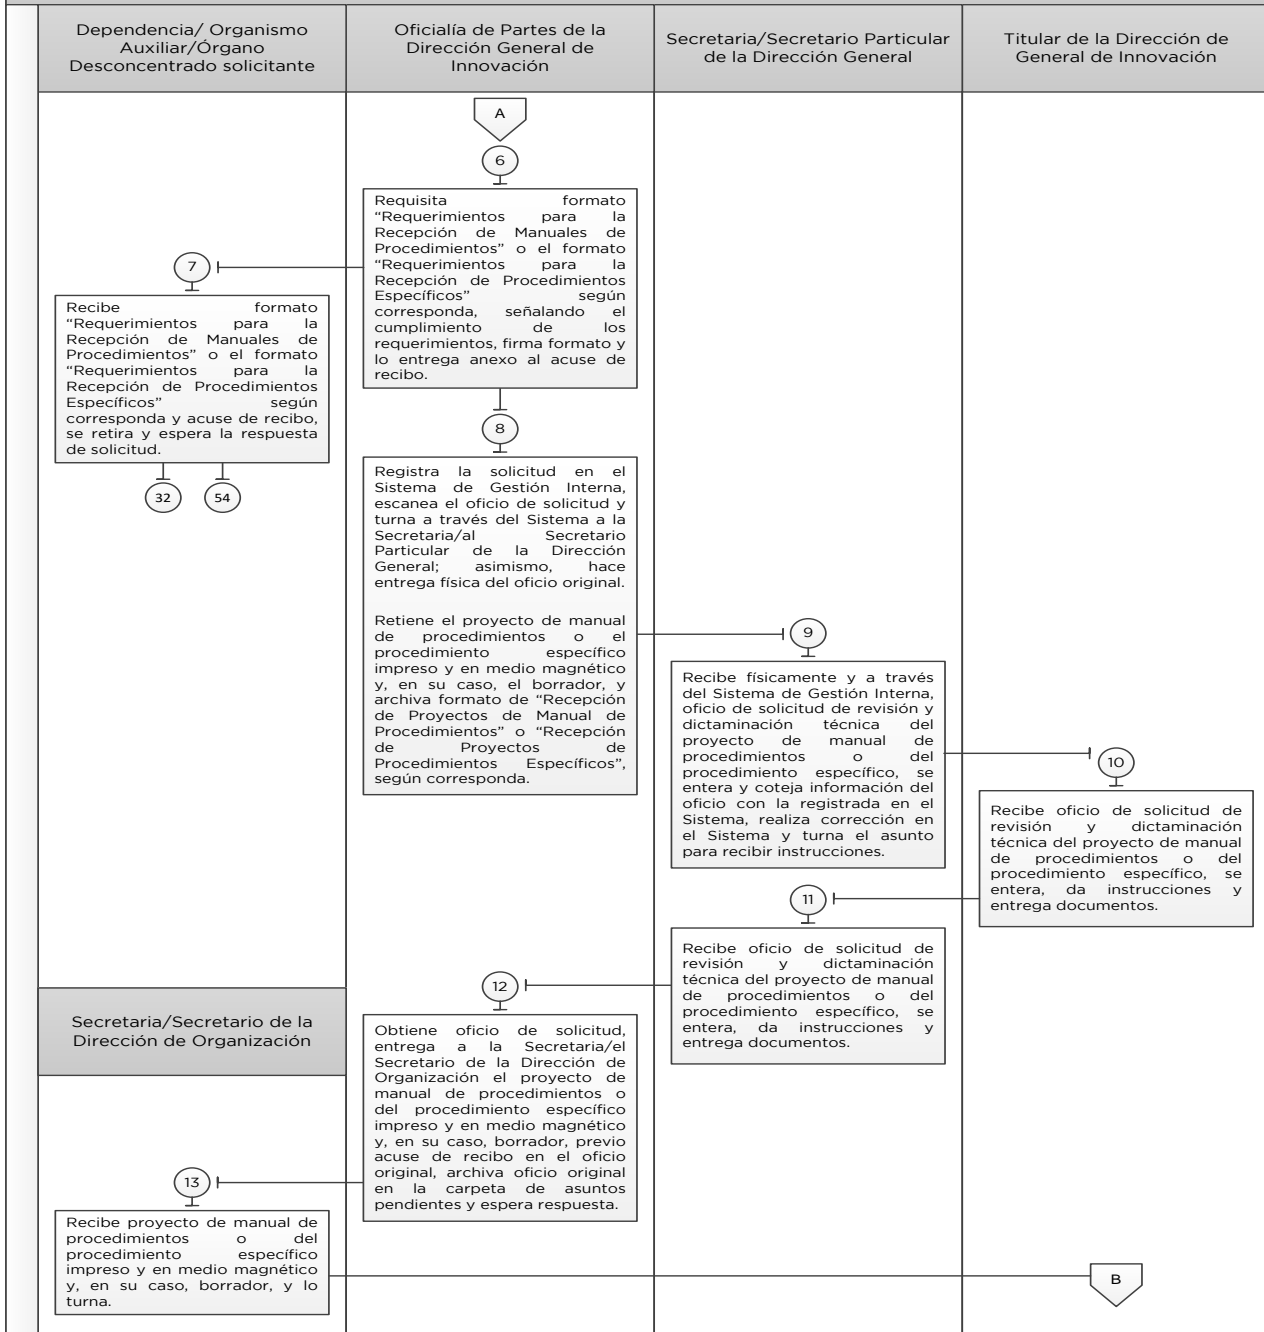 Dependencia/ Organismo
Auxiliar/Órgano
Desconcentrado solicitante
Oficialía de Partes de la
Dirección General de
Innovación
Secretaria/Secretario Particular
de la Dirección General
Titular de la Dirección de
General de Innovación
A
6
Requisita formato
“Requerimientos para la
Recepción de Manuales de
Procedimientos” o el formato
“Requerimientos para la
Recepción de Procedimientos
Específicos” según
corresponda, señalando el
cumplimiento de los
requerimientos, firma formato y
lo entrega anexo al acuse de
recibo.
7
Recibe formato
“Requerimientos para la
Recepción de Manuales de
Procedimientos” o el formato
“Requerimientos para la
Recepción de Procedimientos
Específicos” según
corresponda y acuse de recibo,
se retira y espera la respuesta
de solicitud.
32
54
8
Registra la solicitud en el
Sistema de Gestión Interna,
escanea el oficio de solicitud y
turna a través del Sistema a la
Secretaria/al Secretario
Particular de la Dirección
General; asimismo, hace
entrega física del oficio original.
Retiene el proyecto de manual
de procedimientos o el
procedimiento específico
impreso y en medio magnético
y, en su caso, el borrador, y
archiva formato de “Recepción
de Proyectos de Manual de
Procedimientos” o “Recepción
de Proyectos de
Procedimientos Específicos”,
según corresponda.
9
Recibe físicamente y a través
del Sistema de Gestión Interna,
oficio de solicitud de revisión y
dictaminación técnica del
proyecto de manual de
procedimientos o del
procedimiento específico, se
entera y coteja información del
oficio con la registrada en el
Sistema, realiza corrección en
el Sistema y turna el asunto
para recibir instrucciones.
10
Recibe oficio de solicitud de
revisión y dictaminación
técnica del proyecto de manual
de procedimientos o del
procedimiento específico, se
entera, da instrucciones y
entrega documentos.
11
Recibe oficio de solicitud de
revisión y dictaminación
técnica del proyecto de manual
de procedimientos o del
procedimiento específico, se
entera, da instrucciones y
entrega documentos.
12
Obtiene oficio de solicitud,
entrega a la Secretaria/el
Secretario de la Dirección de
Organización el proyecto de
manual de procedimientos o
del procedimiento específico
impreso y en medio magnético
y, en su caso, borrador, previo
acuse de recibo en el oficio
original, archiva oficio original
en la carpeta de asuntos
pendientes y espera respuesta.
Secretaria/Secretario de la
Dirección de Organización
13
Recibe proyecto de manual de
procedimientos o del
procedimiento específico
impreso y en medio magnético
y, en su caso, borrador, y lo
turna.
B